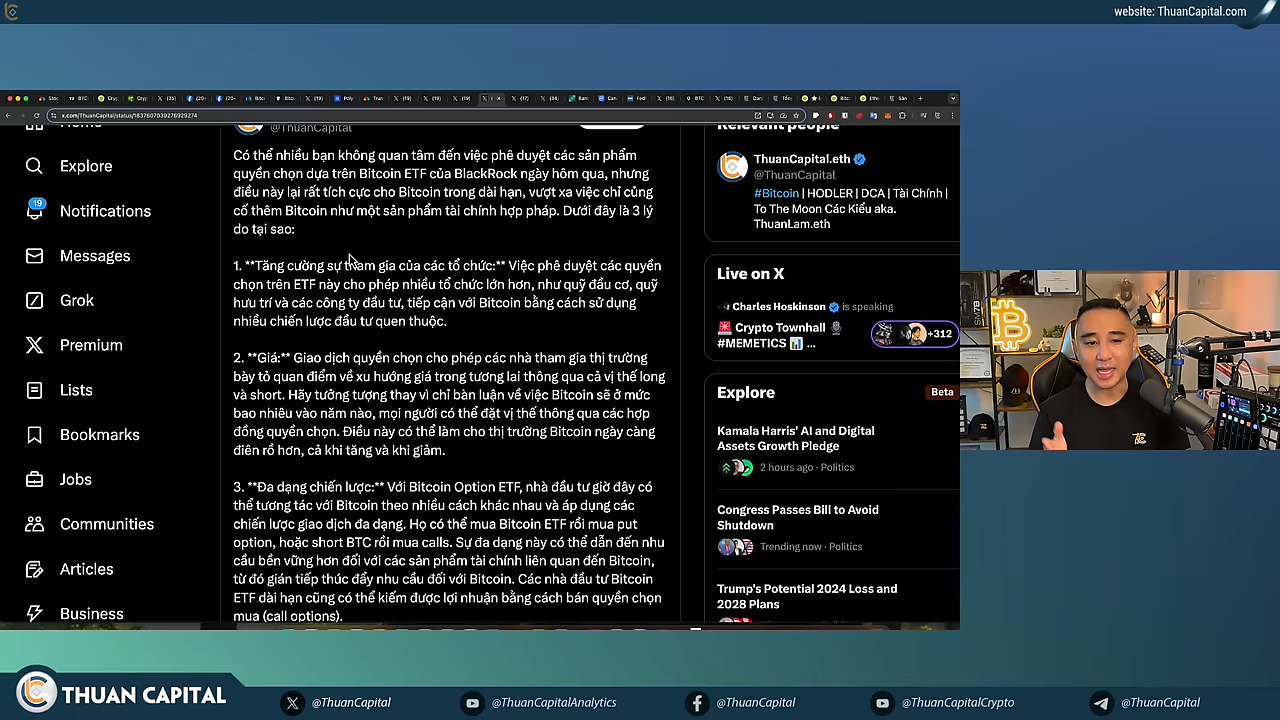 website: ThuanCapital.com
x.com/ThuanCapital/status/1837607039276929274
Home
Explore
19
Notifications
Messages
Grok
Premium
Lists
Bookmarks
Jobs
Communities
Articles
Business
@ThuanCapital
Có thể nhiều bạn không quan tâm đến việc phê duyệt các sản phẩm
quyền chọn dựa trên Bitcoin ETF của BlackRock ngày hôm qua, nhưng
điều này lại rất tích cực cho Bitcoin trong dài hạn, vượt xa việc chỉ củng
cố thêm Bitcoin như một sản phẩm tài chính hợp pháp. Dưới đây là 3 lý
do tại sao:
1. **Tăng cường sự tham gia của các tổ chức:** Việc phê duyệt các quyền
chọn trên ETF này cho phép nhiều tổ chức lớn hơn, như quỹ đầu cơ, quỹ
hưu trí và các công ty đầu tư, tiếp cận với Bitcoin bằng cách sử dụng
nhiều chiến lược đầu tư quen thuộc.
2. **Giá:** Giao dịch quyền chọn cho phép các nhà tham gia thị trường
bày tỏ quan điểm về xu hướng giá trong tương lai thông qua cả vị thế long
và short. Hãy tưởng tượng thay vì chỉ bàn luận về việc Bitcoin sẽ ở mức
bao nhiêu vào năm nào, mọi người có thể đặt vị thế thông qua các hợp
đồng quyền chọn. Điều này có thể làm cho thị trường Bitcoin ngày càng
điên rồ hơn, cả khi tăng và khi giảm.
3. **Đa dạng chiến lược:** Với Bitcoin Option ETF, nhà đầu tư giờ đây có
thể tương tác với Bitcoin theo nhiều cách khác nhau và áp dụng các
chiến lược giao dịch đa dạng. Họ có thể mua Bitcoin ETF rồi mua put
option, hoặc short BTC rồi mua calls. Sự đa dạng này có thể dẫn đến nhu
cầu bền vững hơn đối với các sản phẩm tài chính liên quan đến Bitcoin,
từ đó gián tiếp thúc đẩy nhu cầu đối với Bitcoin. Các nhà đầu tư Bitcoin
ETF dài hạn cũng có thể kiếm được lợi nhuận bằng cách bán quyền chọn
mua (call options).
Relevant people
ThuanCapital.eth
@ThuanCapital
#Bitcoin | HODLER | DCA | Tài Chính |
To The Moon Các Kiểu aka.
ThuanLam.eth
Live on X
Charles Hoskinson is speaking
🚨 Crypto Townhall 🎙️
#MEMETICS 📊 ...
+312
Explore
Beta
Kamala Harris' AI and Digital
Assets Growth Pledge
2 hours ago · Politics
Congress Passes Bill to Avoid
Shutdown
Trending now · Politics
Trump's Potential 2024 Loss and
2028 Plans
THUAN CAPITAL
@ThuanCapital
@ThuanCapitalAnalytics
@ThuanCapital
@ThuanCapitalCrypto
@ThuanCapital